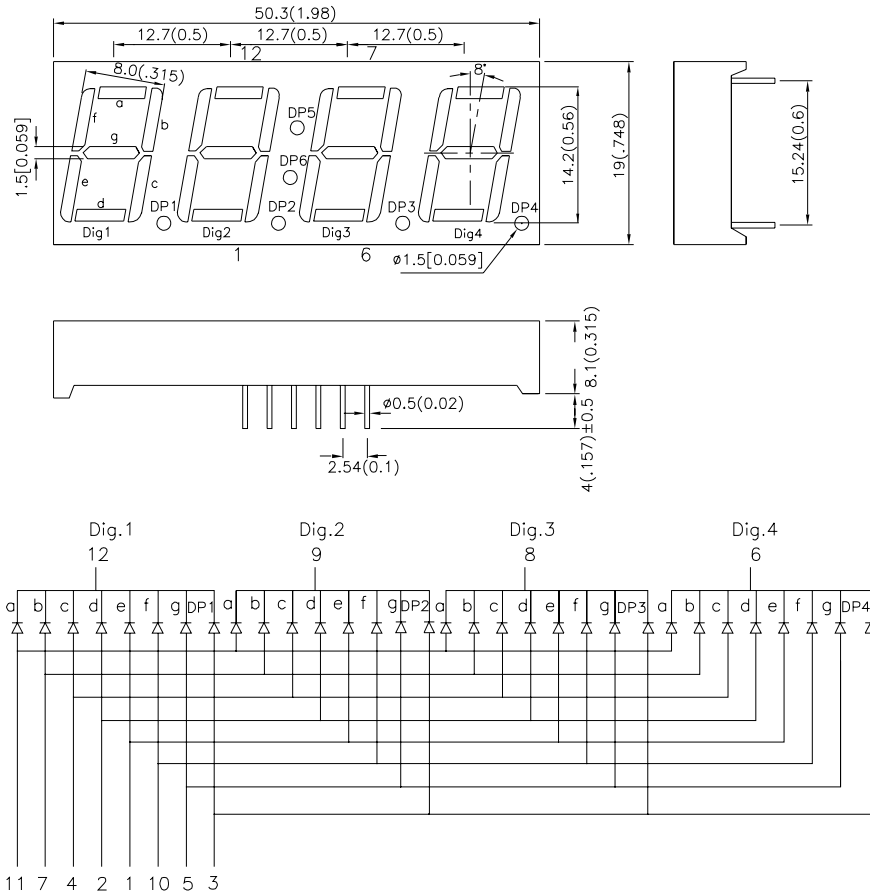 50.3(1.98)
12.7(0.5) 12.7(0.5) 12.7(0.5)
12 7
8.0(.315)
8°
a
f
b
g
e
c
d
DP5
DP6
DP1 DP2 DP3 DP4
Dig1 Dig2 Dig3 Dig4
1 6
1.5[0.059]
ø1.5[0.059]
14.2(0.56)
19(.748)
15.24(0.6)
8.1(0.315)
4(.157)±0.5
ø0.5(0.02)
2.54(0.1)
Dig.1 Dig.2 Dig.3 Dig.4
12 9 8 6
a b c d e f g DP1 a b c d e f g DP2 a b c d e f g DP3 a b c d e f g DP4
11 7 4 2 1 10 5 3